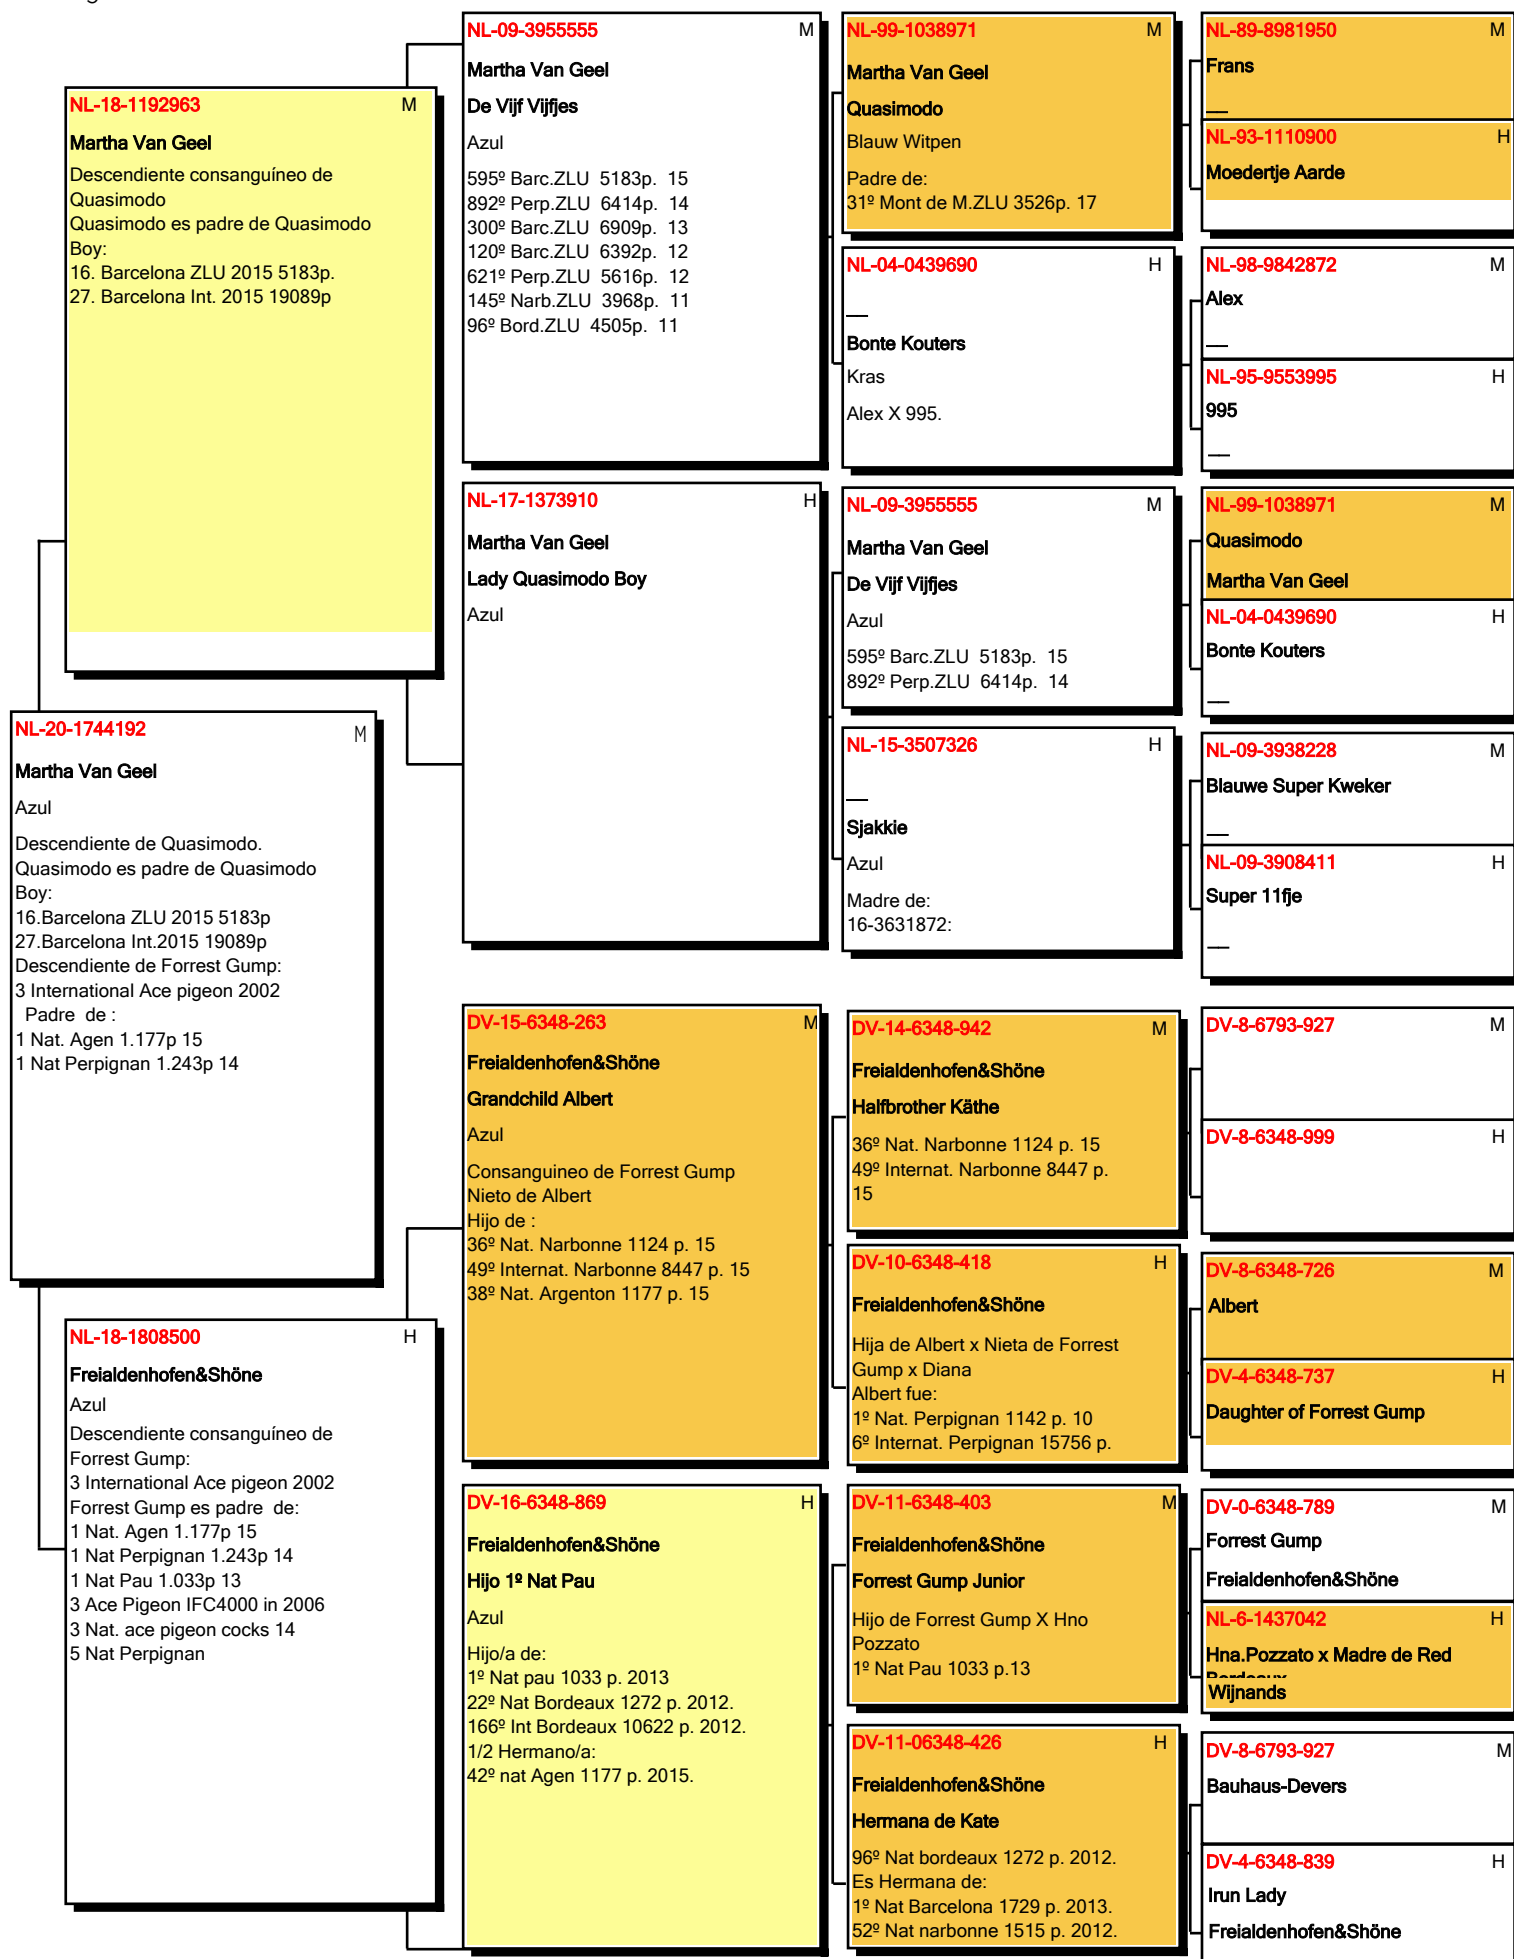 NL-18-1192963 M
Martha Van Geel
Descendiente consanguíneo de
Quasimodo
Quasimodo es padre de Quasimodo
Boy:
16. Barcelona ZLU 2015 5183p.
27. Barcelona Int. 2015 19089p
NL-20-1744192 M
Martha Van Geel
Azul
Descendiente de Quasimodo.
Quasimodo es padre de Quasimodo
Boy:
16.Barcelona ZLU 2015 5183p
27.Barcelona Int.2015 19089p
Descendiente de Forrest Gump:
3 International Ace pigeon 2002
Padre de :
1 Nat. Agen 1.177p 15
1 Nat Perpignan 1.243p 14
NL-18-1808500 H
Freialdenhofen&Shöne
Azul
Descendiente consanguíneo de
Forrest Gump:
3 International Ace pigeon 2002
Forrest Gump es padre de:
1 Nat. Agen 1.177p 15
1 Nat Perpignan 1.243p 14
1 Nat Pau 1.033p 13
3 Ace Pigeon IFC4000 in 2006
3 Nat. ace pigeon cocks 14
5 Nat Perpignan
NL-09-3955555 M
Martha Van Geel
De Vijf Vijfjes
Azul
595º Barc.ZLU 5183p. 15
892º Perp.ZLU 6414p. 14
300º Barc.ZLU 6909p. 13
120º Barc.ZLU 6392p. 12
621º Perp.ZLU 5616p. 12
145º Narb.ZLU 3968p. 11
96º Bord.ZLU 4505p. 11
NL-17-1373910 H
Martha Van Geel
Lady Quasimodo Boy
Azul
DV-15-6348-263 M
Freialdenhofen&Shöne
Grandchild Albert
Azul
Consanguineo de Forrest Gump
Nieto de Albert
Hijo de :
36º Nat. Narbonne 1124 p. 15
49º Internat. Narbonne 8447 p. 15
38º Nat. Argenton 1177 p. 15
DV-16-6348-869 H
Freialdenhofen&Shöne
Hijo 1º Nat Pau
Azul
Hijo/a de:
1º Nat pau 1033 p. 2013
22º Nat Bordeaux 1272 p. 2012.
166º Int Bordeaux 10622 p. 2012.
1/2 Hermano/a:
42º nat Agen 1177 p. 2015.
NL-99-1038971 M
Martha Van Geel
Quasimodo
Blauw Witpen
Padre de:
31º Mont de M.ZLU 3526p. 17
NL-04-0439690 H
__
Bonte Kouters
Kras
Alex X 995.
NL-09-3955555 M
Martha Van Geel
De Vijf Vijfjes
Azul
595º Barc.ZLU 5183p. 15
892º Perp.ZLU 6414p. 14
NL-15-3507326 H
__
Sjakkie
Azul
Madre de:
16-3631872:
DV-14-6348-942 M
Freialdenhofen&Shöne
Halfbrother Käthe
36º Nat. Narbonne 1124 p. 15
49º Internat. Narbonne 8447 p.
15
DV-10-6348-418 H
Freialdenhofen&Shöne
Hija de Albert x Nieta de Forrest
Gump x Diana
Albert fue:
1º Nat. Perpignan 1142 p. 10
6º Internat. Perpignan 15756 p.
DV-11-6348-403 M
Freialdenhofen&Shöne
Forrest Gump Junior
Hijo de Forrest Gump X Hno
Pozzato
1º Nat Pau 1033 p.13
DV-11-06348-426 H
Freialdenhofen&Shöne
Hermana de Kate
96º Nat bordeaux 1272 p. 2012.
Es Hermana de:
1º Nat Barcelona 1729 p. 2013.
52º Nat narbonne 1515 p. 2012.
NL-89-8981950 M
Frans
__
NL-93-1110900 H
Moedertje Aarde
NL-98-9842872 M
Alex
__
NL-95-9553995 H
995
__
NL-99-1038971 M
Quasimodo
Martha Van Geel
NL-04-0439690 H
Bonte Kouters
__
NL-09-3938228 M
Blauwe Super Kweker
__
NL-09-3908411 H
Super 11fje
__
DV-8-6793-927 M
DV-8-6348-999 H
DV-8-6348-726 M
Albert
DV-4-6348-737 H
Daughter of Forrest Gump
DV-0-6348-789 M
Forrest Gump
Freialdenhofen&Shöne
NL-6-1437042 H
Hna.Pozzato x Madre de Red
Bordeaux
Wijnands
DV-8-6793-927 M
Bauhaus-Devers
DV-4-6348-839 H
Irun Lady
Freialdenhofen&Shöne